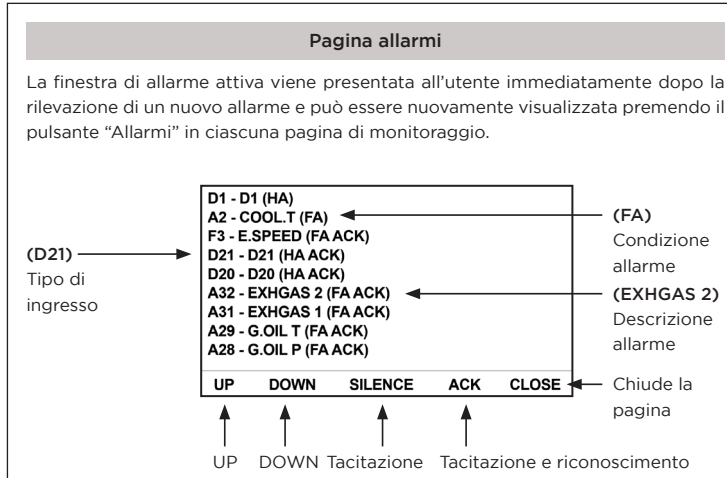 Pagina allarmi
La finestra di allarme attiva viene presentata all'utente immediatamente dopo la
rilevazione di un nuovo allarme e può essere nuovamente visualizzata premendo il
pulsante “Allarmi” in ciascuna pagina di monitoraggio.
(D21)
Tipo di
ingresso
D1 - D1 (HA)
A2 - COOL.T (FA)
F3 - E.SPEED (FA ACK)
D21 - D21 (HA ACK)
D20 - D20 (HA ACK)
A32 - EXHGAS 2 (FA ACK)
A31 - EXHGAS 1 (FA ACK)
A29 - G.OIL T (FA ACK)
A28 - G.OIL P (FA ACK)
UP DOWN SILENCE ACK CLOSE
(FA)
Condizione
allarme
(EXHGAS 2)
Descrizione
allarme
Chiude la
pagina
UP DOWN Tacitazione Tacitazione e riconoscimento